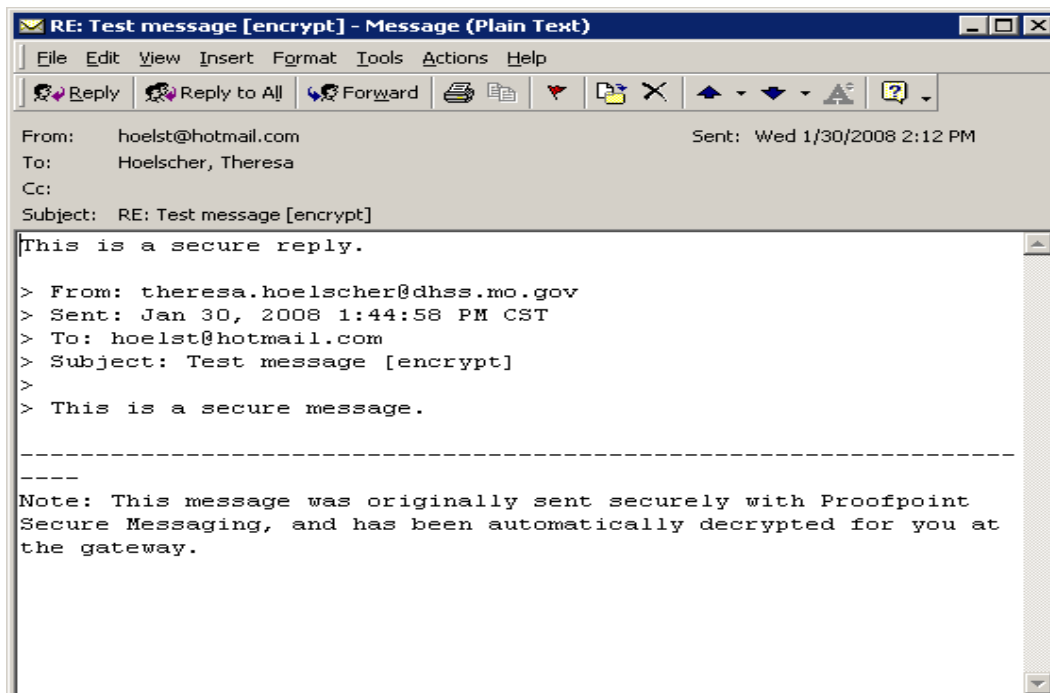 RE: Test message [encrypt] - Message (Plain Text)
File Edit View Insert Format Tools Actions Help
Reply Reply to All Forward
From: hoelst@hotmail.com Sent: Wed 1/30/2008 2:12 PM
To: Hoelscher, Theresa
Cc:
Subject: RE: Test message [encrypt]
This is a secure reply.
> From: theresa.hoelscher@dhss.mo.gov
> Sent: Jan 30, 2008 1:44:58 PM CST
> To: hoelst@hotmail.com
> Subject: Test message [encrypt]
>
> This is a secure message.
------------------------------------------------------------------
----
Note: This message was originally sent securely with Proofpoint
Secure Messaging, and has been automatically decrypted for you at
the gateway.